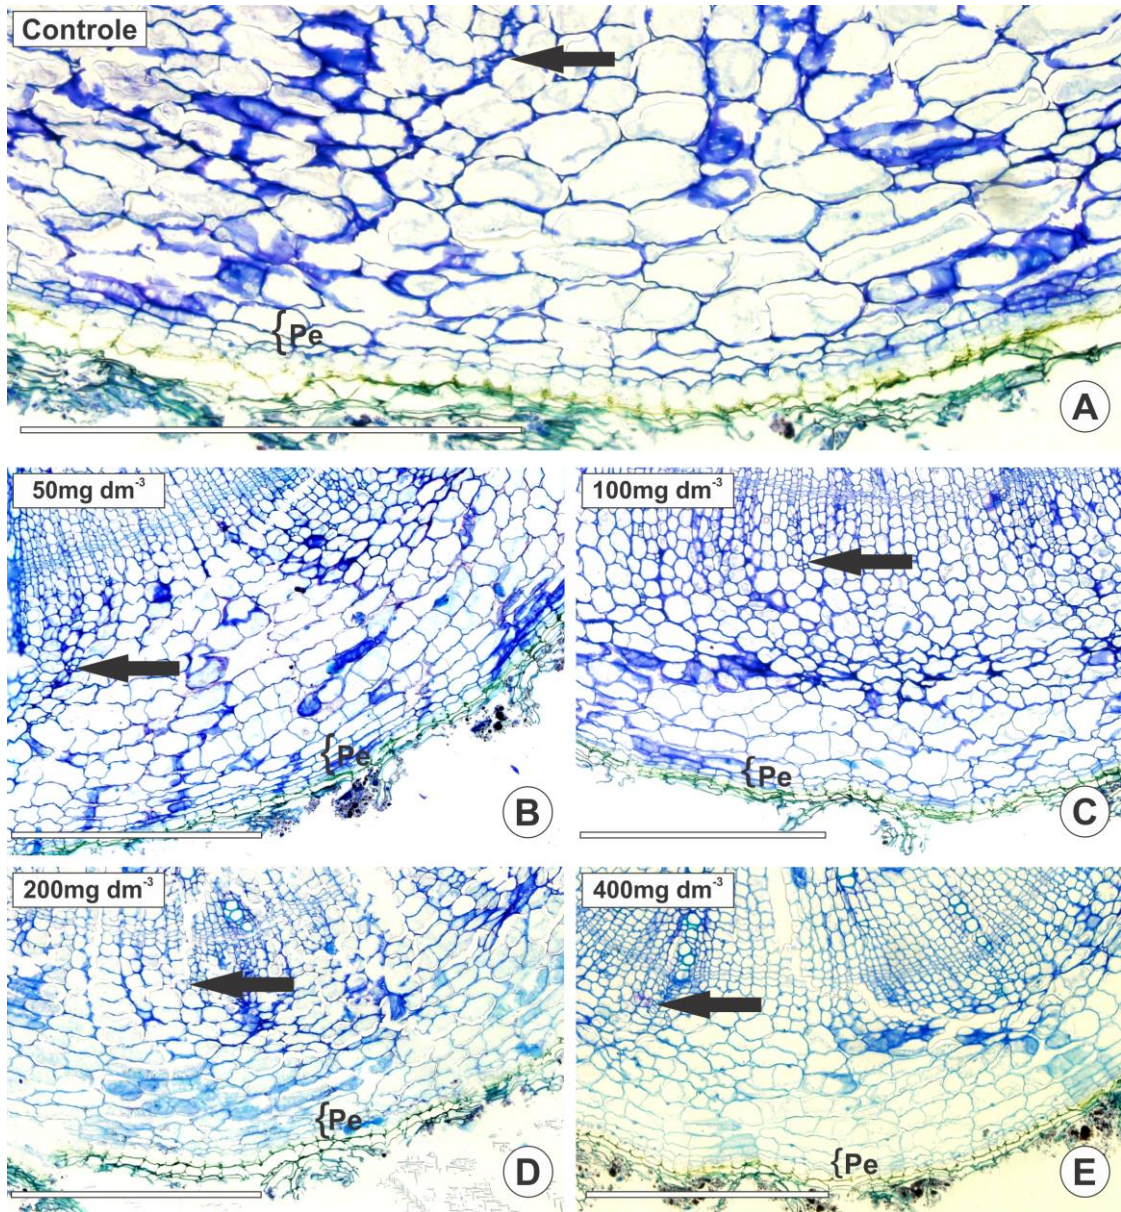 Controle
{Pe
A
50mg dm⁻³
{Pe
B
100mg dm⁻³
{Pe
C
200mg dm⁻³
{Pe
D
400mg dm⁻³
{Pe
E